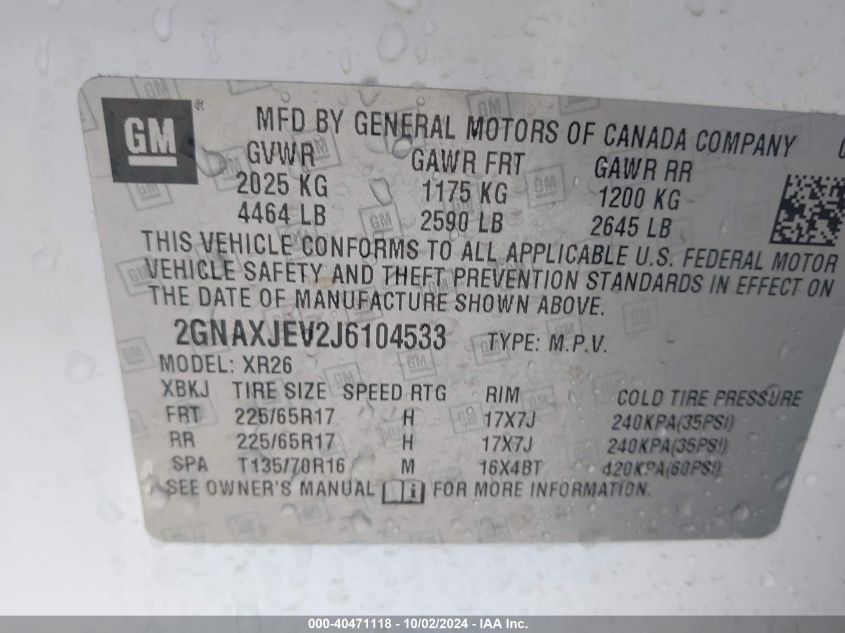 GM®
MFD BY GENERAL MOTORS OF CANADA COMPANY
GVWR GAWR FRT GAWR RR
2025 KG 1175 KG 1200 KG
4464 LB 2590 LB 2645 LB
THIS VEHICLE CONFORMS TO ALL APPLICABLE U.S. FEDERAL MOTOR
VEHICLE SAFETY AND THEFT PREVENTION STANDARDS IN EFFECT ON
THE DATE OF MANUFACTURE SHOWN ABOVE.
2GNAXJEV2J6104533 TYPE: M.P.V.
MODEL: XR26
XBKJ TIRE SIZE SPEED RTG RIM COLD TIRE PRESSURE
FRT 225/65R17 H 17X7J 240KPA(35PSI)
RR 225/65R17 H 17X7J 240KPA(35PSI)
SPA T135/70R16 M 16X4BT 420KPA(60PSI)
SEE OWNER'S MANUAL i FOR MORE INFORMATION.
000-40471118 - 10/02/2024 - IAA Inc.